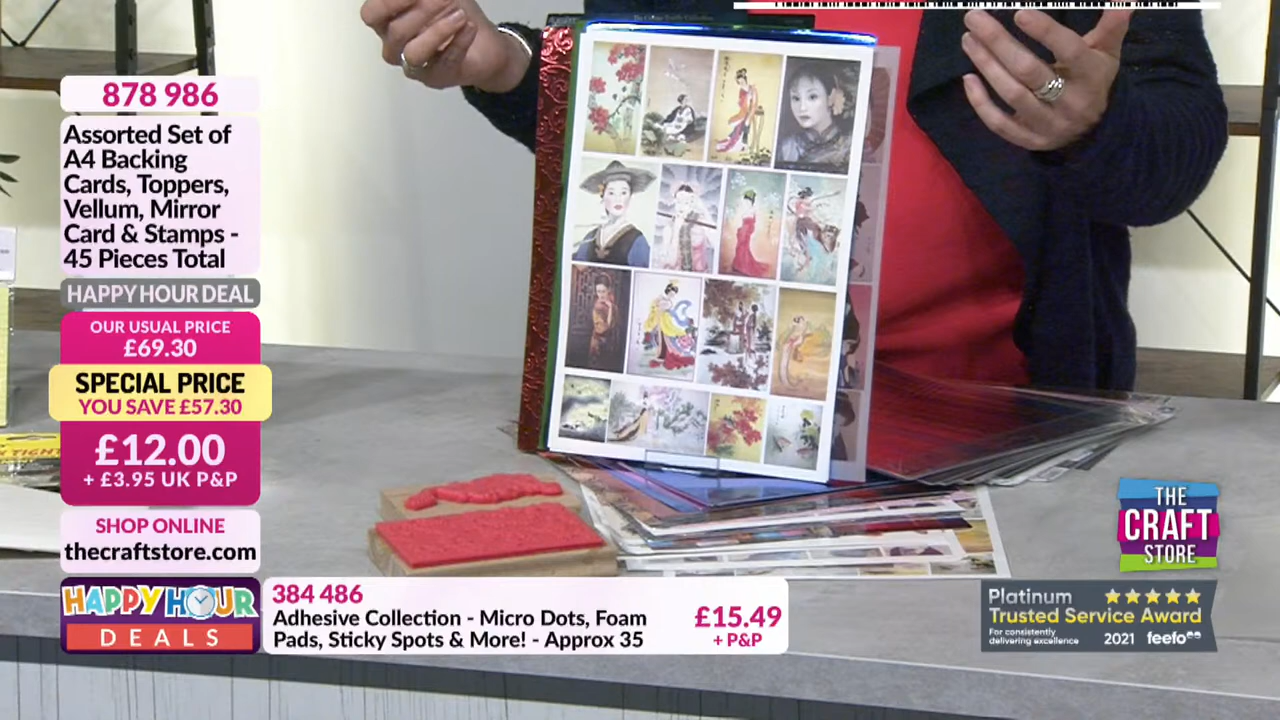 878 986
Assorted Set of
A4 Backing
Cards, Toppers,
Vellum, Mirror
Card & Stamps -
45 Pieces Total
HAPPY HOUR DEAL
OUR USUAL PRICE
£69.30
SPECIAL PRICE
YOU SAVE £57.30
£12.00
+ £3.95 UK P&P
SHOP ONLINE
thecraftstore.com
HAPPY HOUR
DEALS
384 486
Adhesive Collection - Micro Dots, Foam
Pads, Sticky Spots & More! - Approx 35
£15.49
+ P&P
THE
CRAFT
STORE
Platinum
Trusted Service Award
For consistently
delivering excellence
2021 feefo
TIGHT